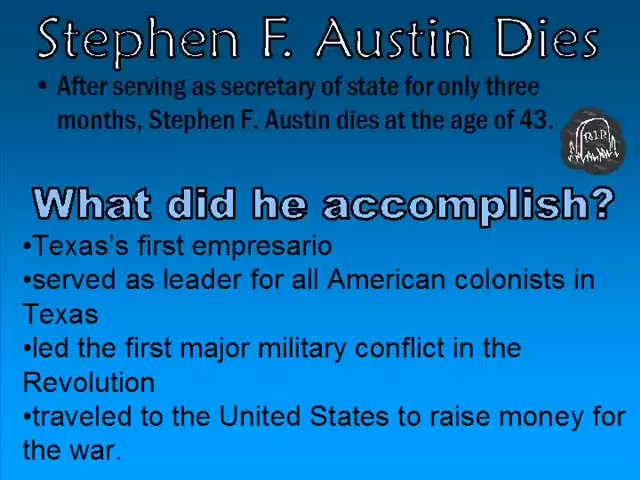 Stephen F. Austin Dies
• After serving as secretary of state for only three
months, Stephen F. Austin dies at the age of 43.
R.I.P
What did he accomplish?
•Texas's first empresario
•served as leader for all American colonists in
Texas
•led the first major military conflict in the
Revolution
•traveled to the United States to raise money for
the war.